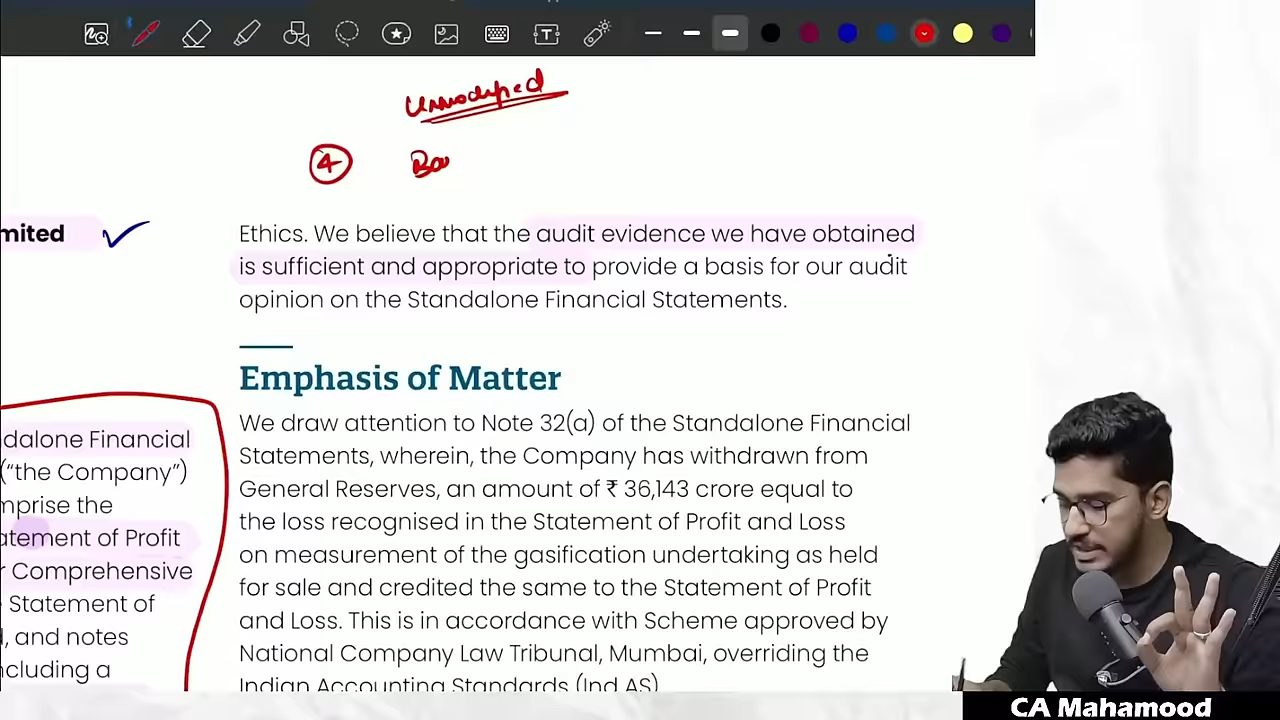 Unmodified
4 Ba
mited
Ethics. We believe that the audit evidence we have obtained
is sufficient and appropriate to provide a basis for our audit
opinion on the Standalone Financial Statements.
Emphasis of Matter
We draw attention to Note 32(a) of the Standalone Financial
Statements, wherein, the Company has withdrawn from
General Reserves, an amount of ₹ 36,143 crore equal to
the loss recognised in the Statement of Profit and Loss
on measurement of the gasification undertaking as held
for sale and credited the same to the Statement of Profit
and Loss. This is in accordance with Scheme approved by
National Company Law Tribunal, Mumbai, overriding the
Indian Accounting Standards (Ind AS)
ndalone Financial
("the Company")
mprise the
atement of Profit
r Comprehensive
Statement of
d, and notes
ncluding a
T
CA Mahamood